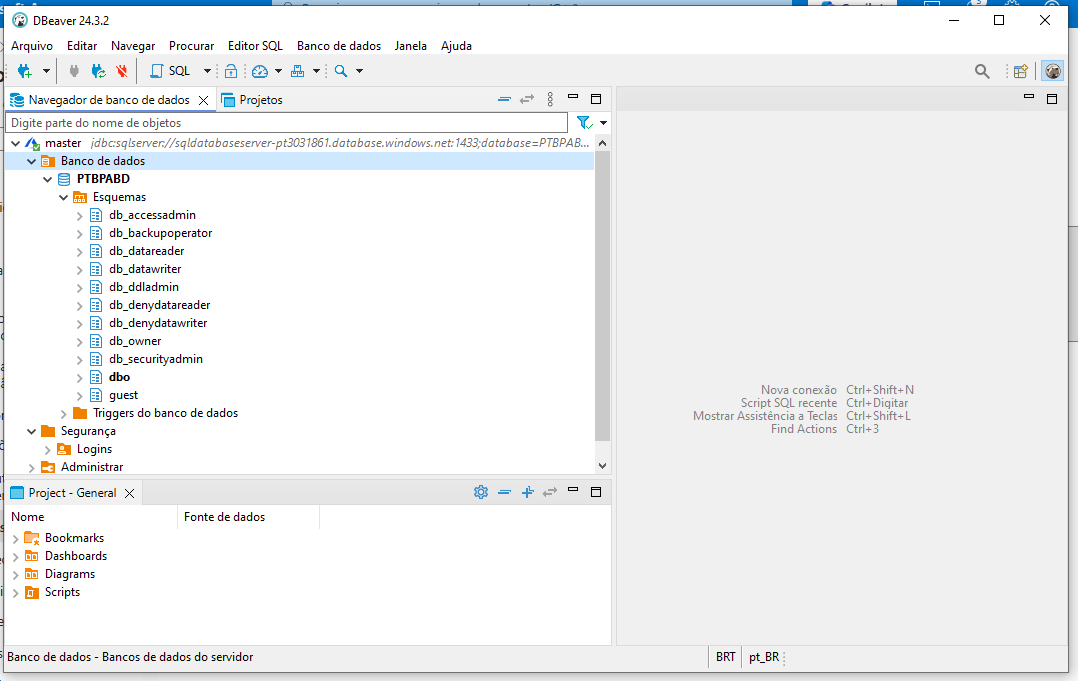 DBeaver 24.3.2
Arquivo Editar Navegar Procurar Editor SQL Banco de dados Janela Ajuda
SQL
Navegador de banco de dados Projetos
Digite parte do nome de objetos
master jdbc:sqlserver://sqldatabaseserver-pt3031861.database.windows.net:1433;database=PTBPAB...
Banco de dados
PTBPABD
Esquemas
db_accessadmin
db_backupoperator
db_datareader
db_datawriter
db_ddladmin
db_denydatareader
db_denydatawriter
db_owner
db_securityadmin
dbo
guest
Triggers do banco de dados
Segurança
Logins
Administrar
Nova conexão Ctrl+Shift+N
Script SQL recente Ctrl+Digitar
Mostrar Assistência a Teclas Ctrl+Shift+L
Find Actions Ctrl+3
Project - General
Nome Fonte de dados
Bookmarks
Dashboards
Diagrams
Scripts
Banco de dados - Bancos de dados do servidor BRT pt_BR